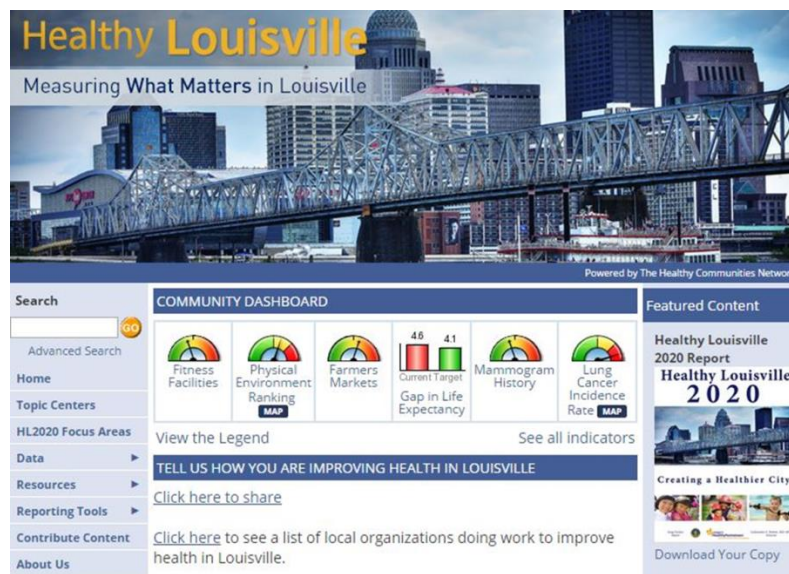 Healthy Louisville
Measuring What Matters in Louisville
Powered by The Healthy Communities Networ
Search
GO
Advanced Search
Home
Topic Centers
HL2020 Focus Areas
Data
Resources
Reporting Tools
Contribute Content
About Us
COMMUNITY DASHBOARD
Fitness
Facilities
Physical
Environment
Ranking
MAP
Farmers
Markets
4.6 4.1
Current Target
Gap in Life
Expectancy
Mammogram
History
Lung
Cancer
Incidence
Rate MAP
View the Legend
See all indicators
TELL US HOW YOU ARE IMPROVING HEALTH IN LOUISVILLE
Click here to share
Click here to see a list of local organizations doing work to improve
health in Louisville.
Featured Content
Healthy Louisville
2020 Report
Healthy Louisville
2020
Creating a Healthier City
Download Your Copy